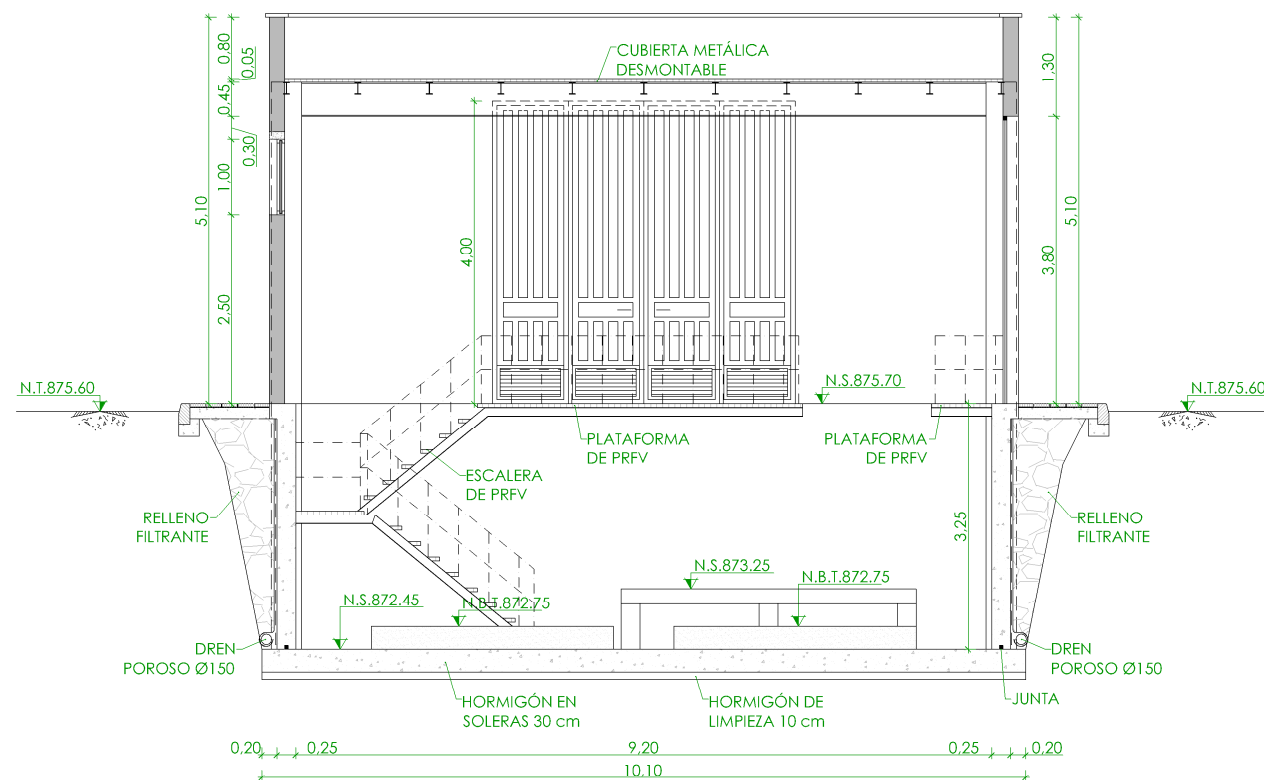 CUBIERTA METÁLICA
DESMONTABLE
0,80
0,05
0,45
0,30
1,00
5,10
2,50
4,00
1,30
5,10
3,80
N.T.875.60
N.S.875.70
N.T.875.60
PLATAFORMA
DE PRFV
PLATAFORMA
DE PRFV
ESCALERA
DE PRFV
RELLENO
FILTRANTE
3,25
RELLENO
FILTRANTE
N.S.873.25
N.B.T.872.75
N.S.872.45
N.B.T.872.75
DREN
POROSO Ø150
DREN
POROSO Ø150
HORMIGÓN EN
SOLERAS 30 cm
HORMIGÓN DE
LIMPIEZA 10 cm
JUNTA
0,20 0,25 9,20 0,25 0,20
10,10